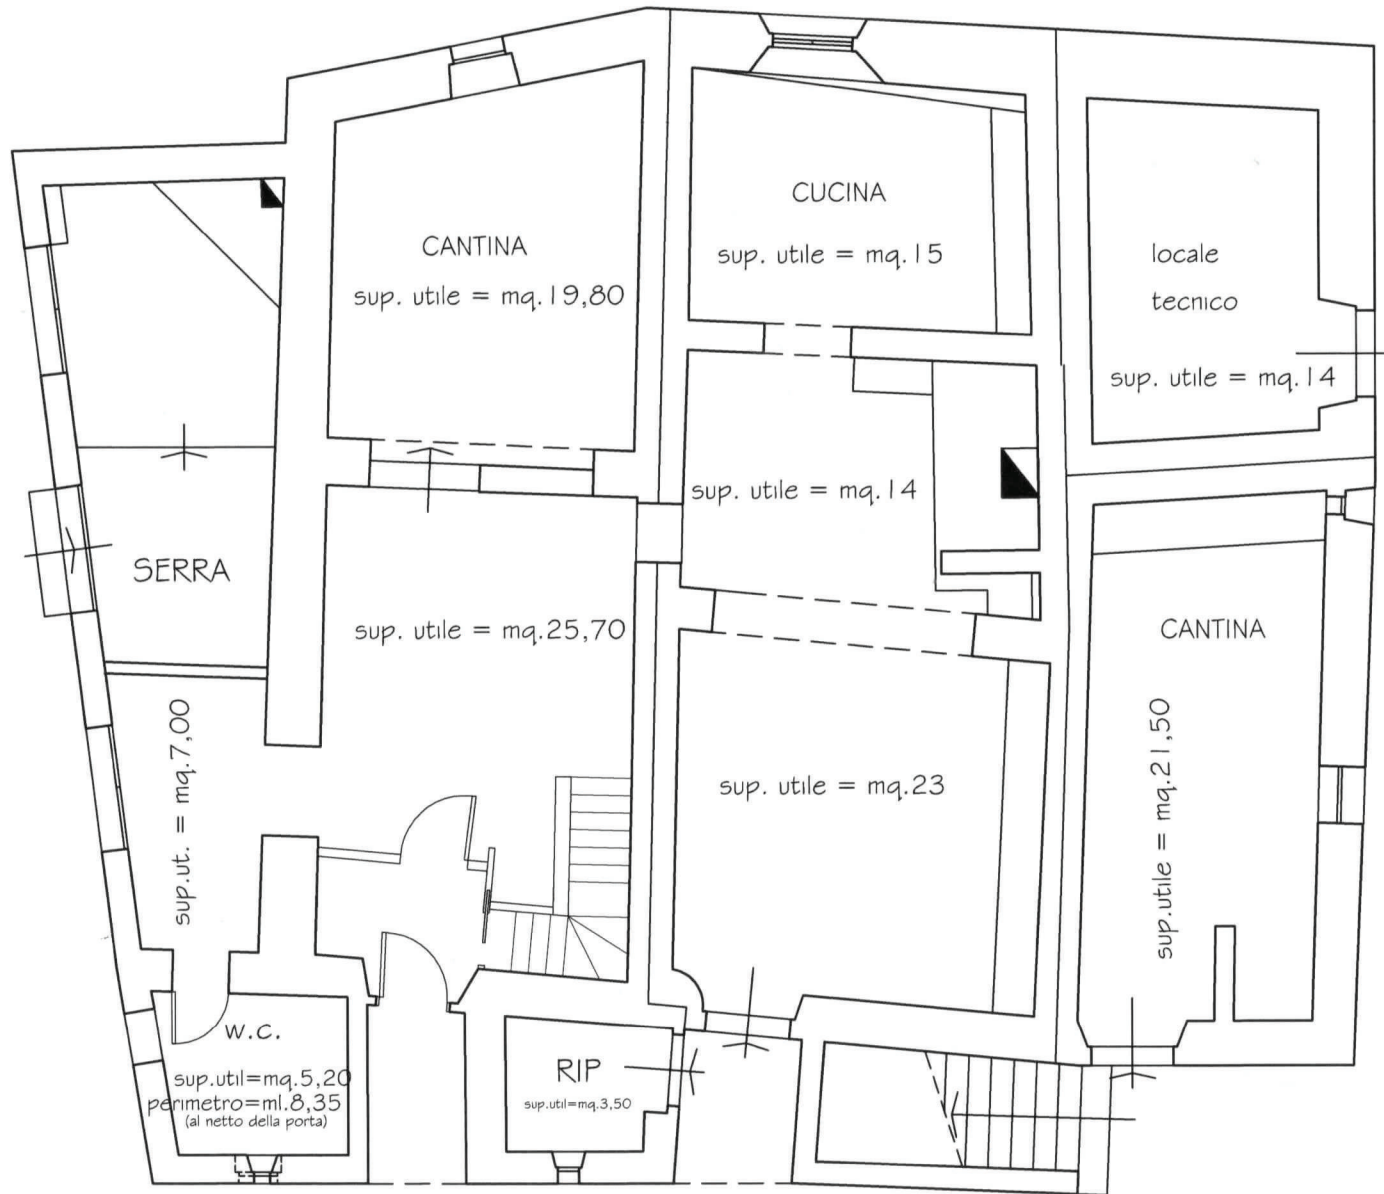 CUCINA
sup. utile = mq.15
CANTINA
sup. utile = mq.19,80
locale
tecnico
sup. utile = mq.14
sup. utile = mq.14
SERRA
sup. utile = mq.25,70
CANTINA
sup.utile = mq.21,50
sup.ut. = mq.7,00
sup. utile = mq.23
W.C.
sup.util=mq.5,20
perimetro=ml.8,35
(al netto della porta)
RIP
sup.util=mq.3,50